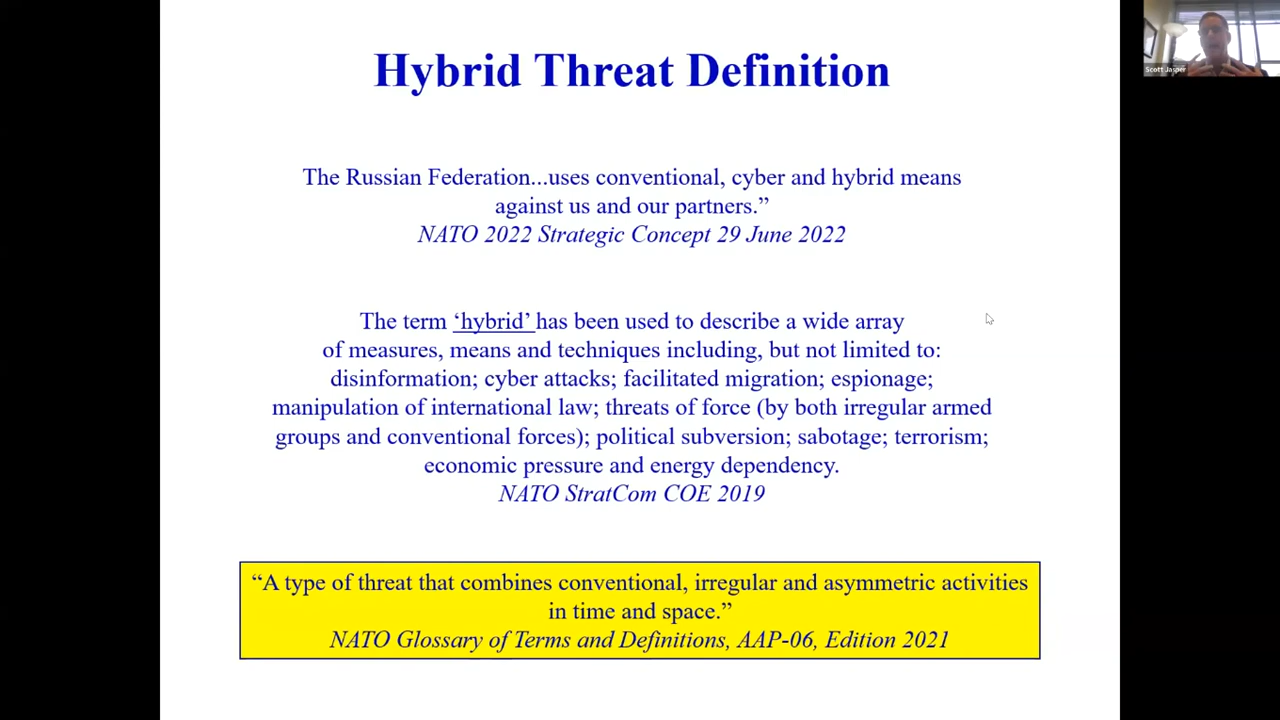 Hybrid Threat Definition
Scott Jasper
The Russian Federation...uses conventional, cyber and hybrid means
against us and our partners.”
NATO 2022 Strategic Concept 29 June 2022
The term ‘hybrid’ has been used to describe a wide array
of measures, means and techniques including, but not limited to:
disinformation; cyber attacks; facilitated migration; espionage;
manipulation of international law; threats of force (by both irregular armed
groups and conventional forces); political subversion; sabotage; terrorism;
economic pressure and energy dependency.
NATO StratCom COE 2019
“A type of threat that combines conventional, irregular and asymmetric activities
in time and space.”
NATO Glossary of Terms and Definitions, AAP-06, Edition 2021